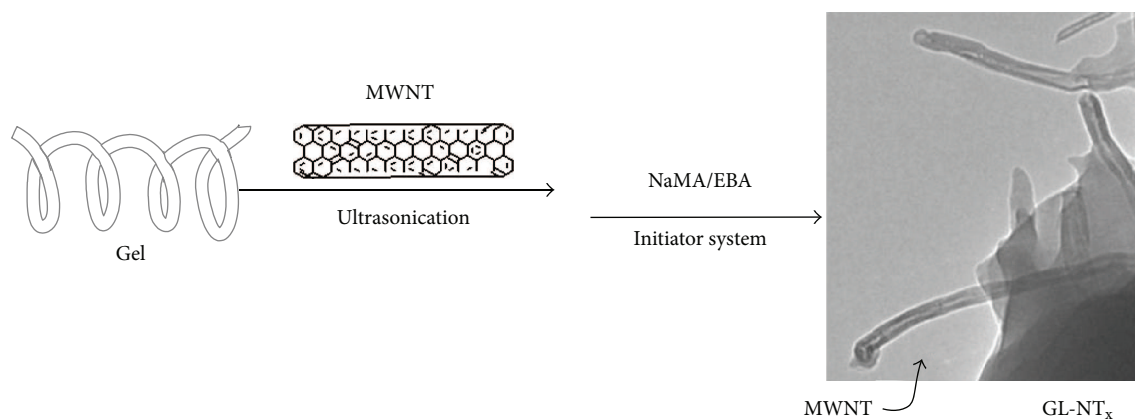 MWNT
Gel
Ultrasonication
NaMA/EBA
Initiator system
MWNT
GL-NTₓ